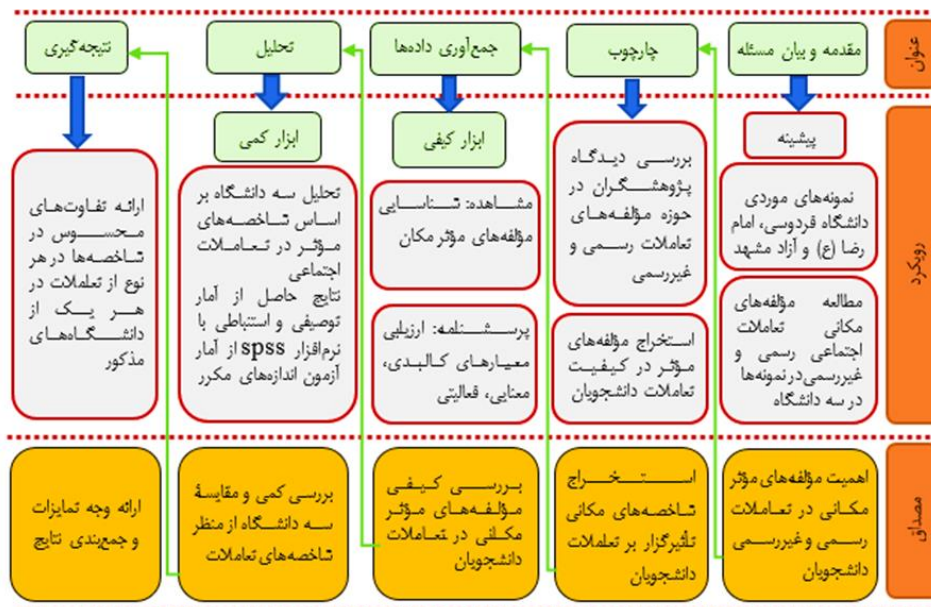 عنوان
مقدمه و بیان مسئله
چارچوب
جمع‌آوری داده‌ها
تحلیل
نتیجه‌گیری
رویکرد
پیشینه
نمونه‌های موردی
دانشگاه فردوسی، امام
رضا (ع) و آزاد مشهد
مطالعه مؤلفه‌های
مکانی تعاملات
اجتماعی رسمی و
غیررسمی در نمونه‌ها
در سه دانشگاه
بررسی دیدگاه
پژوهشگران در
حوزه مؤلفه‌های
تعاملات رسمی و
غیررسمی
استخراج مؤلفه‌های
مؤثر در کیفیت
تعاملات دانشجویان
ابزار کیفی
مشاهده: شناسایی
مؤلفه‌های مؤثر مکان
پرسشنامه: ارزیابی
معیارهای کالبدی،
معنایی، فعالیتی
ابزار کمی
تحلیل سه دانشگاه بر
اساس شاخصه‌های
مؤثر در تعاملات
اجتماعی
نتایج حاصل از آمار
توصیفی و استنباطی با
نرم‌افزار spss از آمار
آزمون اندازه‌های مکرر
ارائه تفاوت‌های
محسوس در
شاخصه‌ها در هر
نوع از تعاملات در
هر یک از
دانشگاه‌های
مذکور
مصداق
اهمیت مؤلفه‌های مؤثر
مکانی در تعاملات
رسمی و غیررسمی
دانشجویان
استخراج
شاخصه‌های مکانی
تأثیرگزار بر تعاملات
دانشجویان
بررسی کیفی
مؤلفه‌های مؤثر
مکانی در تعاملات
دانشجویان
بررسی کمی و مقایسهٔ
سه دانشگاه از منظر
شاخصه‌های تعاملات
ارائه وجه تمایزات
و جمع‌بندی نتایج